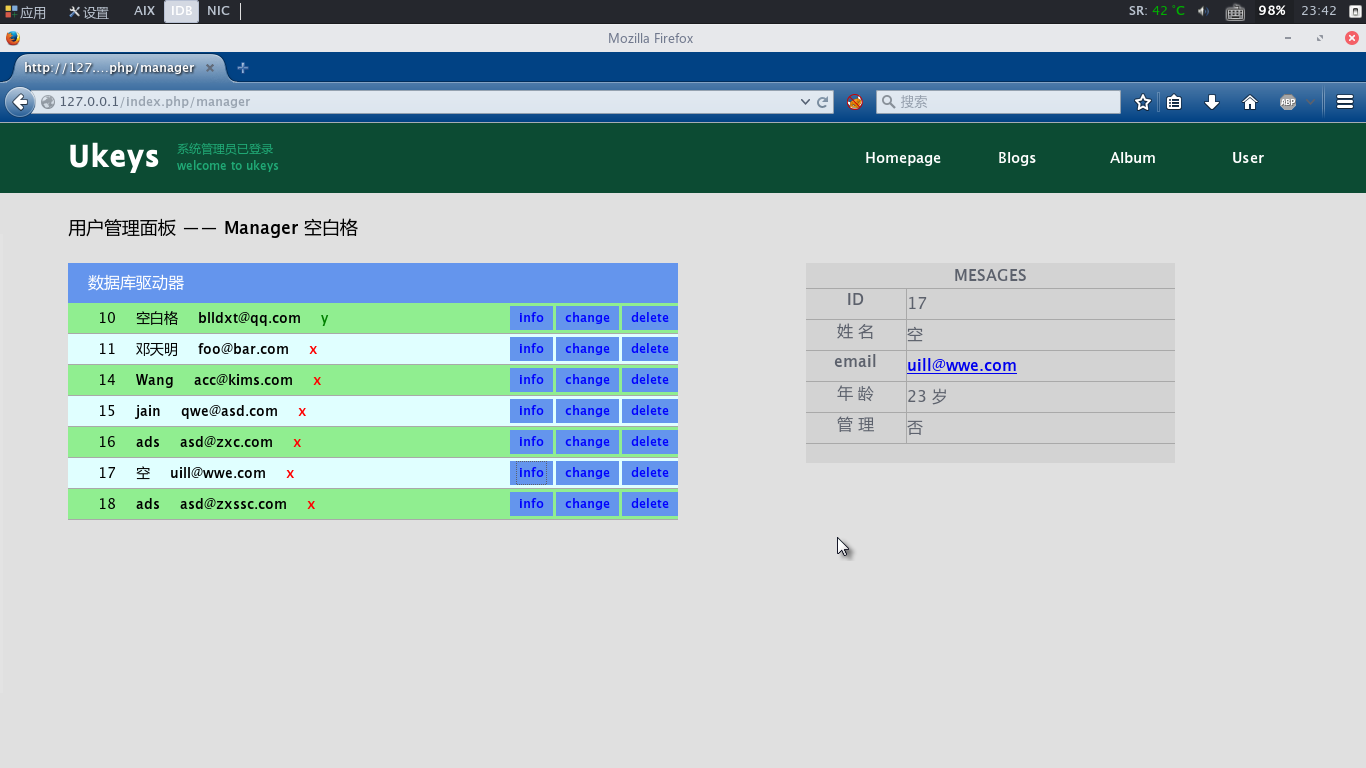 应用 设置 AIX IDB NIC SR: 42 °C 98% 23:42
Mozilla Firefox
http://127....php/manager
127.0.0.1/index.php/manager 搜索 ABP
Ukeys 系统管理员已登录
welcome to ukeys
Homepage Blogs Album User
用户管理面板 —— Manager 空白格
数据库驱动器
10 空白格 blldxt@qq.com y info change delete
11 邓天明 foo@bar.com x info change delete
14 Wang acc@kims.com x info change delete
15 jain qwe@asd.com x info change delete
16 ads asd@zxc.com x info change delete
17 空 uill@wwe.com x info change delete
18 ads asd@zxssc.com x info change delete
MESAGES
ID 17
姓 名 空
email uill@wwe.com
年 龄 23 岁
管 理 否